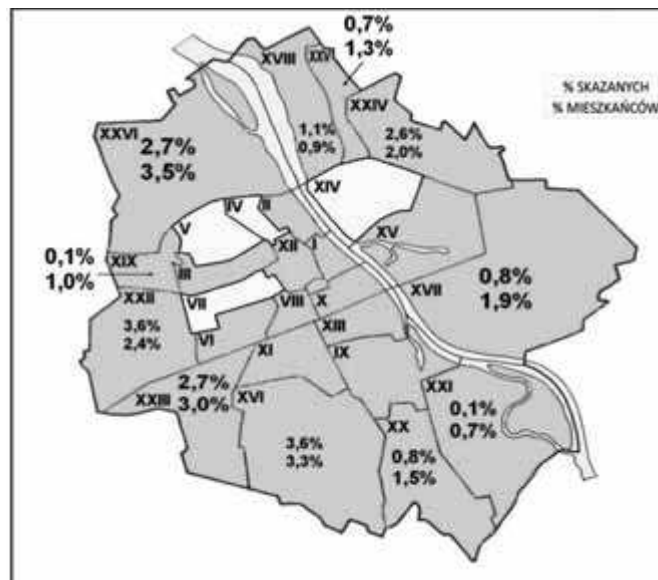 0,7%
1,3%
% SKAZANYCH
% MIESZKAŃCÓW
XVIII
XXV
XXIV
1,1%
0,9%
2,6%
2,0%
XXVI
2,7%
3,5%
XIV
IV
II
V
XII
I
XV
0,1%
1,0%
XIX
III
XXII
VII
VIII
X
XVII
0,8%
1,9%
3,6%
2,4%
VI
XIII
XI
IX
XXIII
2,7%
3,0%
XVI
XXI
0,1%
0,7%
3,6%
3,3%
XX
0,8%
1,5%